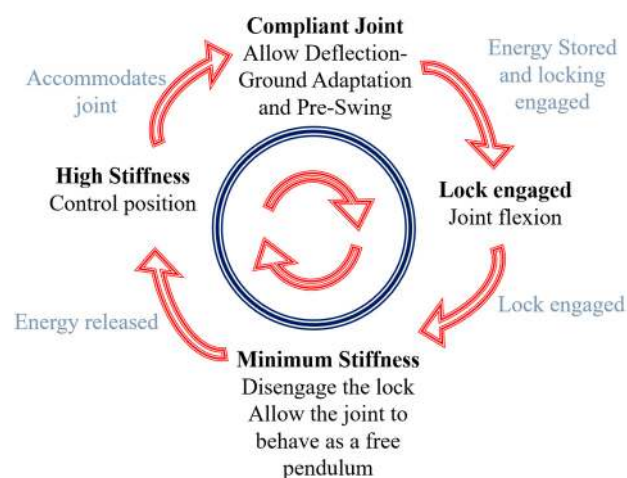 Compliant Joint
Allow Deflection-
Ground Adaptation
and Pre-Swing
Energy Stored
and locking
engaged
Lock engaged
Joint flexion
Lock engaged
Minimum Stiffness
Disengage the lock
Allow the joint to
behave as a free
pendulum
Energy released
High Stiffness
Control position
Accommodates
joint